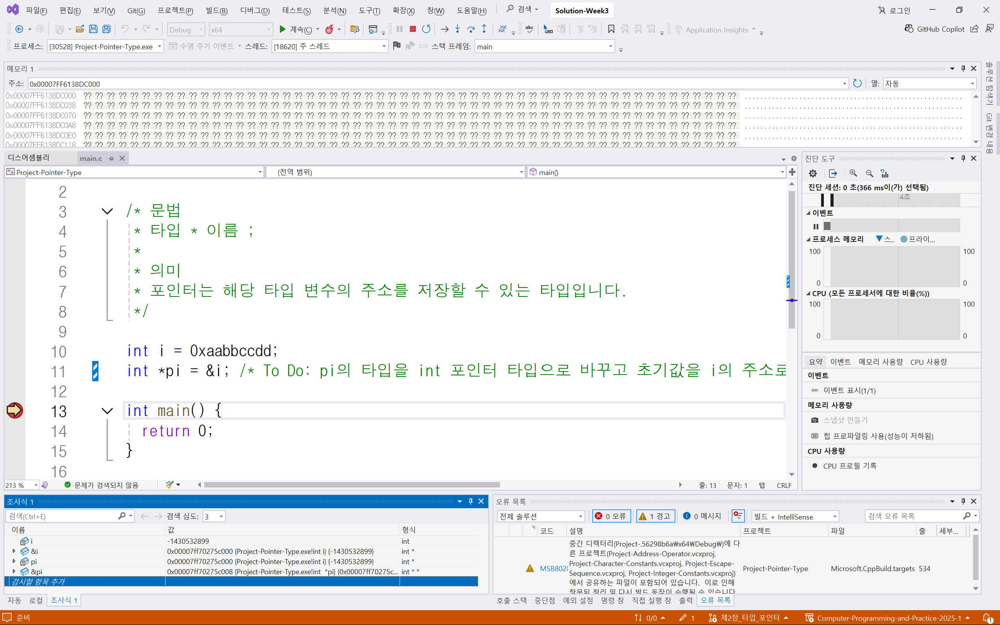 파일(F) 편집(E) 보기(V) Git(G) 프로젝트(P) 빌드(B) 디버그(D) 테스트(S) 분석(N) 도구(T) 확장(X) 창(W) 도움말(H) 검색 Solution-Week3 로그인
Debug x64 계속(C) Application Insights GitHub Copilot
프로세스: [30528] Project-Pointer-Type.exe 수명 주기 이벤트 스레드: [18620] 주 스레드 스택 프레임: main
메모리 1
주소: 0x00007FF6138DC000 열: 자동
0x00007FF6138DC000 ?? ?? ?? ?? ?? ?? ?? ?? ?? ?? ?? ?? ?? ?? ?? ?? ?? ?? ?? ?? ?? ?? ?? ?? ?? ?? ?? ?? ?? ?? ?? ?? ?? ?? ?? ?? ?? ?? ?? ?? ?? ?? ?? ?? ?? ?? ?? ?? ?? ?? ?? ?? ?? ?? ?? ?? ........................................................
0x00007FF6138DC038 ?? ?? ?? ?? ?? ?? ?? ?? ?? ?? ?? ?? ?? ?? ?? ?? ?? ?? ?? ?? ?? ?? ?? ?? ?? ?? ?? ?? ?? ?? ?? ?? ?? ?? ?? ?? ?? ?? ?? ?? ?? ?? ?? ?? ?? ?? ?? ?? ?? ?? ?? ?? ?? ?? ?? ?? ........................................................
0x00007FF6138DC070 ?? ?? ?? ?? ?? ?? ?? ?? ?? ?? ?? ?? ?? ?? ?? ?? ?? ?? ?? ?? ?? ?? ?? ?? ?? ?? ?? ?? ?? ?? ?? ?? ?? ?? ?? ?? ?? ?? ?? ?? ?? ?? ?? ?? ?? ?? ?? ?? ?? ?? ?? ?? ?? ?? ?? ?? ........................................................
0x00007FF6138DC0A8 ?? ?? ?? ?? ?? ?? ?? ?? ?? ?? ?? ?? ?? ?? ?? ?? ?? ?? ?? ?? ?? ?? ?? ?? ?? ?? ?? ?? ?? ?? ?? ?? ?? ?? ?? ?? ?? ?? ?? ?? ?? ?? ?? ?? ?? ?? ?? ?? ?? ?? ?? ?? ?? ?? ?? ?? ........................................................
0x00007FF6138DC0E0 ?? ?? ?? ?? ?? ?? ?? ?? ?? ?? ?? ?? ?? ?? ?? ?? ?? ?? ?? ?? ?? ?? ?? ?? ?? ?? ?? ?? ?? ?? ?? ?? ?? ?? ?? ?? ?? ?? ?? ?? ?? ?? ?? ?? ?? ?? ?? ?? ?? ?? ?? ?? ?? ?? ?? ?? ........................................................
0x00007FF6138DC118 ?? ?? ?? ?? ?? ?? ?? ?? ?? ?? ?? ?? ?? ?? ?? ?? ?? ?? ?? ?? ?? ?? ?? ?? ?? ?? ?? ?? ?? ?? ?? ?? ?? ?? ?? ?? ?? ?? ?? ?? ?? ?? ?? ?? ?? ?? ?? ?? ?? ?? ?? ?? ?? ?? ?? ??
솔루션 탐색기
Git 변경 내용
디스어셈블리 main.c
Project-Pointer-Type (전역 범위) main()
2
3 /* 문법
4 * 타입 * 이름 ;
5 *
6 * 의미
7 * 포인터는 해당 타입 변수의 주소를 저장할 수 있는 타입입니다.
8 */
9
10 int i = 0xaabbccdd;
11 int *pi = &i; /* To Do: pi의 타입을 int 포인터 타입으로 바꾸고 초기값을 i의 주소로
12
13 int main() {
14 return 0;
15 }
16
213 % 문제가 검색되지 않음 줄: 13 문자: 1 탭 CRLF
진단 도구
진단 세션: 0 초(366 ms이(가) 선택됨)
4초
이벤트
프로세스 메모리 스.. 프라이...
100 100
0 0
CPU (모든 프로세서에 대한 비율(%))
100 100
0 0
요약 이벤트 메모리 사용량 CPU 사용량
이벤트
이벤트 표시(1/1)
메모리 사용량
스냅샷 만들기
힙 프로파일링 사용(성능이 저하됨)
CPU 사용량
CPU 프로필 기록
조사식 1
검색(Ctrl+E) 검색 심도: 3
이름 값 형식
i -1430532899 int
&i 0x00007ff70275c000 {Project-Pointer-Type.exe!int i} {-1430532899} int *
pi 0x00007ff70275c000 {Project-Pointer-Type.exe!int i} {-1430532899} int *
&pi 0x00007ff70275c008 {Project-Pointer-Type.exe!int *pi} {0x00007ff70275c... int * *
감시할 항목 추가
자동 로컬 조사식 1
오류 목록
전체 솔루션 0 오류 1 경고 0 메시지 빌드 + IntelliSense 검색 오류 목록
코드 설명 프로젝트 파일 줄 세부...
중간 디렉터리(Project-.56298b6a₩x64₩Debug₩)에 다
른 프로젝트(Project-Address-Operator.vcxproj,
Project-Character-Constants.vcxproj, Project-Escape-
MSB8028 Sequence.vcxproj, Project-Integer-Constants.vcxproj) Project-Pointer-Type Microsoft.CppBuild.targets 534
에서 공유하는 파일이 포함되어 있습니다. 이로 인해
잘못된 정리 및 다시 빌드 동작이 수행될 수 있습니다
호출 스택 중단점 예외 설정 명령 창 직접 실행 창 출력 오류 목록
준비 0/0 1 제2장_타입_포인터 Computer-Programming-and-Practice-2025-1 1